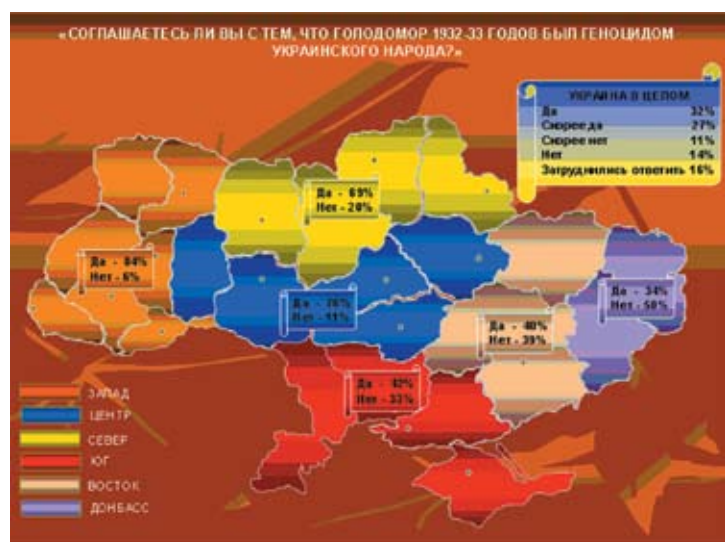 «СОГЛАШАЕТЕСЬ ЛИ ВЫ С ТЕМ, ЧТО ГОЛОДОМОР 1932-33 ГОДОВ БЫЛ ГЕНОЦИДОМ
УКРАИНСКОГО НАРОДА?»
УКРАИНА В ЦЕЛОМ
Да 32%
Скорее да 27%
Скорее нет 11%
Нет 14%
Затруднились ответить 16%
Да - 69%
Нет - 20%
Да - 84%
Нет - 6%
Да - 34%
Нет - 50%
Да -
Нет - 11%
Да - 40%
Нет - 39%
Да -
Нет - 33%
ЗАПАД
ЦЕНТР
СЕВЕР
ЮГ
ВОСТОК
ДОНБАСС